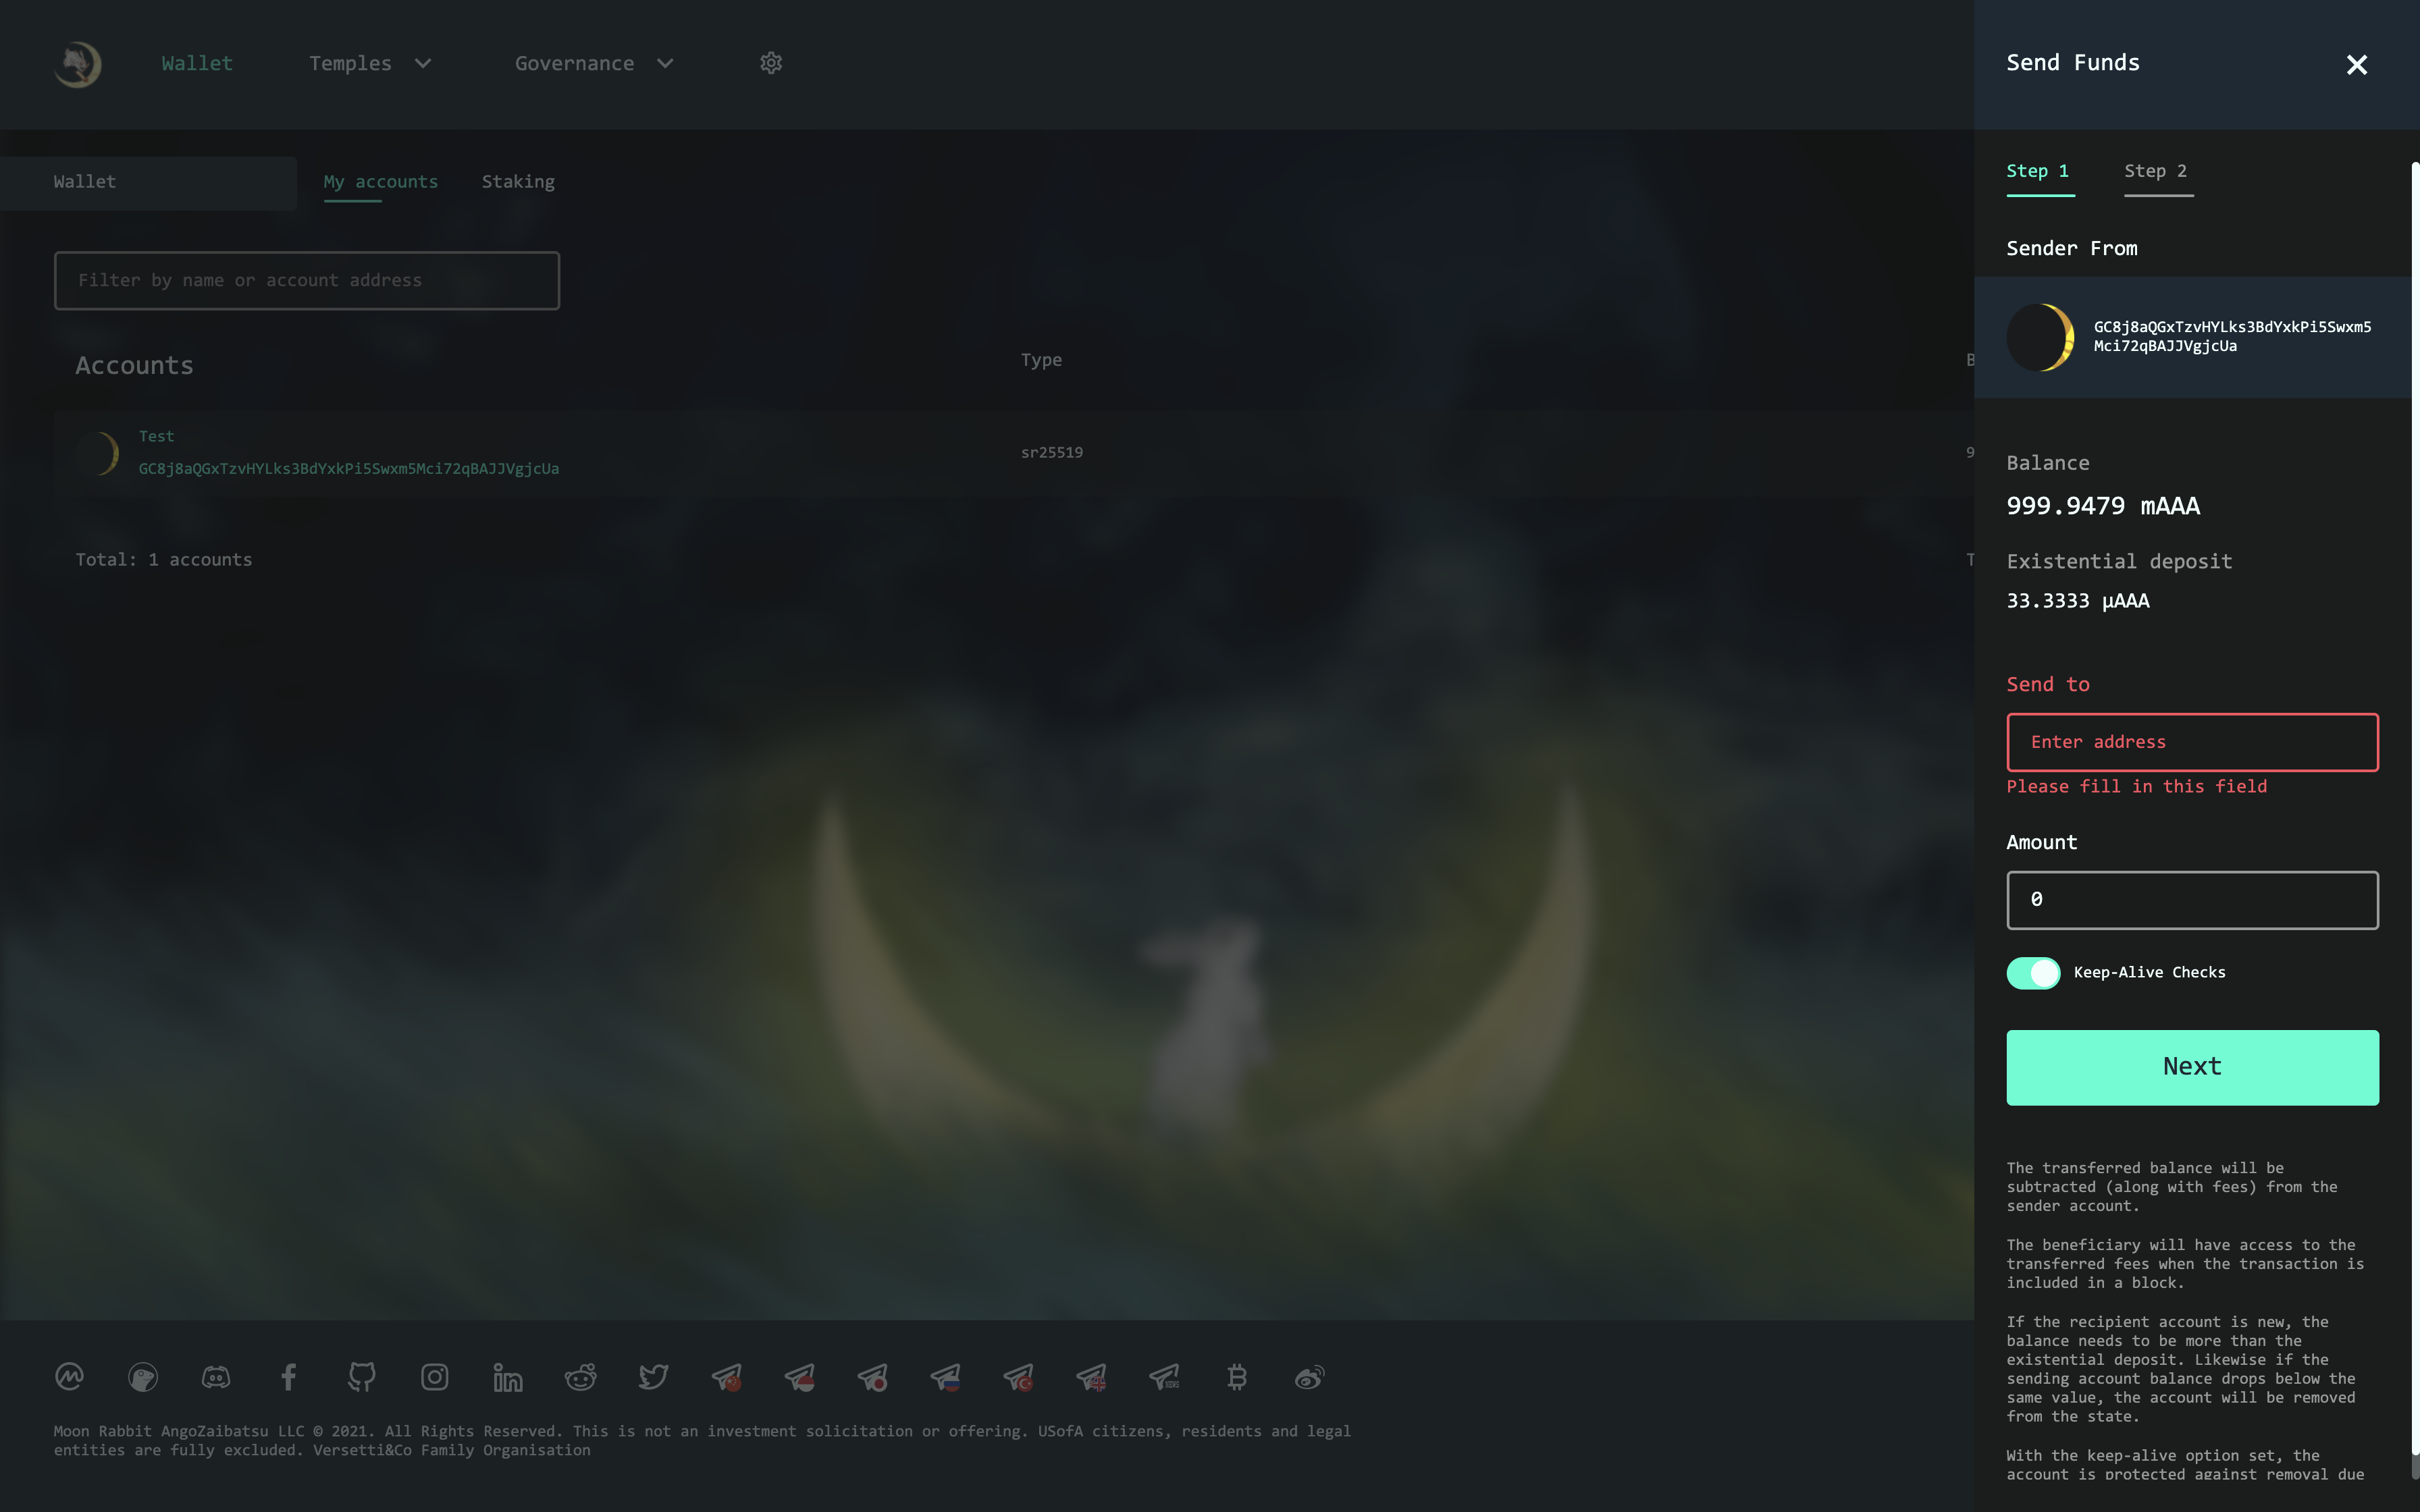 Wallet
Temples
Governance
Send Funds
Wallet
My accounts
Staking
Step 1
Step 2
Filter by name or account address
Sender From
GC8j8aQGxTzvHYLks3BdYxkPi5Swxm5
Mci72qBAJJVgjcUa
Accounts
Type
B
Test
GC8j8aQGxTzvHYLks3BdYxkPi5Swxm5Mci72qBAJJVgjcUa
sr25519
9
Total: 1 accounts
T
Balance
999.9479 mAAA
Existential deposit
33.3333 µAAA
Send to
Enter address
Please fill in this field
Amount
0
Keep-Alive Checks
Next
The transferred balance will be
subtracted (along with fees) from the
sender account.
The beneficiary will have access to the
transferred fees when the transaction is
included in a block.
If the recipient account is new, the
balance needs to be more than the
existential deposit. Likewise if the
sending account balance drops below the
same value, the account will be removed
from the state.
With the keep-alive option set, the
account is protected against removal due
Moon Rabbit AngoZaibatsu LLC © 2021. All Rights Reserved. This is not an investment solicitation or offering. USofA citizens, residents and legal
entities are fully excluded. Versetti&Co Family Organisation